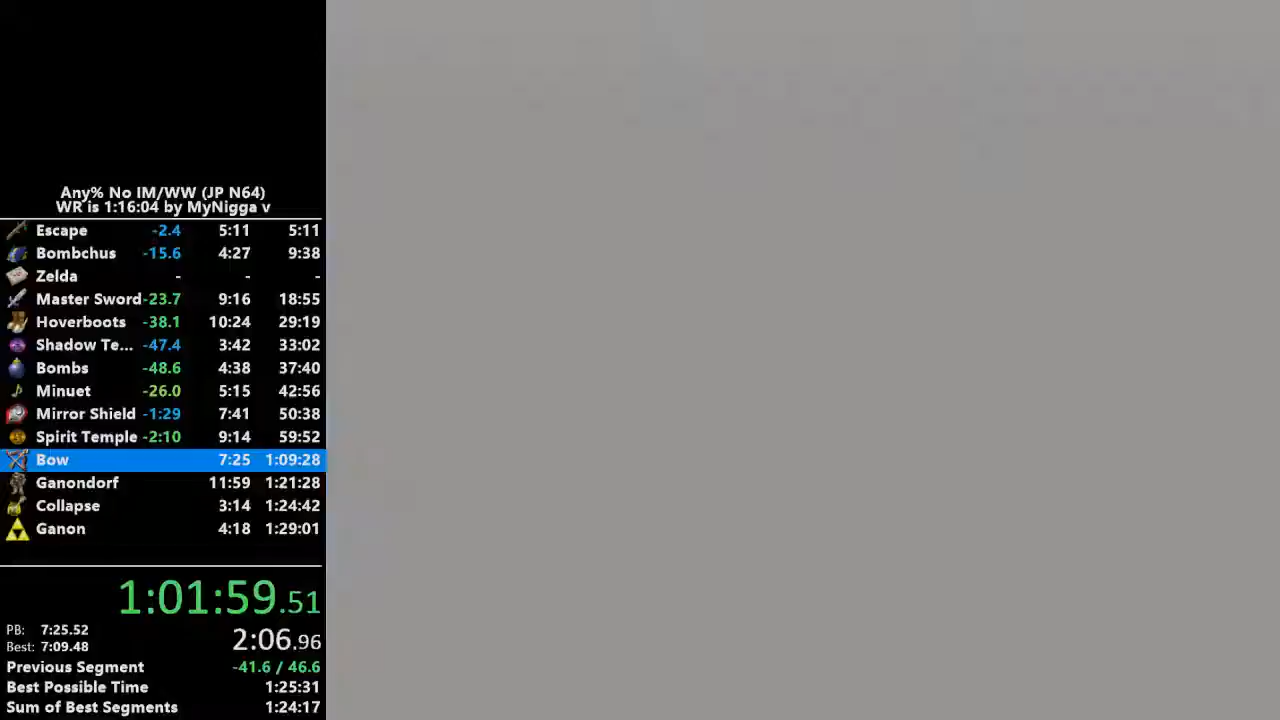 Any% No IM/WW (JP N64)
WR is 1:16:04 by MyNigga v
Escape -2.4 5:11 5:11
Bombchus -15.6 4:27 9:38
Zelda - - -
Master Sword -23.7 9:16 18:55
Hoverboots -38.1 10:24 29:19
Shadow Te... -47.4 3:42 33:02
Bombs -48.6 4:38 37:40
Minuet -26.0 5:15 42:56
Mirror Shield -1:29 7:41 50:38
Spirit Temple -2:10 9:14 59:52
Bow 7:25 1:09:28
Ganondorf 11:59 1:21:28
Collapse 3:14 1:24:42
Ganon 4:18 1:29:01
1:01:59.51
PB: 7:25.52
Best: 7:09.48
2:06.96
Previous Segment -41.6 / 46.6
Best Possible Time 1:25:31
Sum of Best Segments 1:24:17